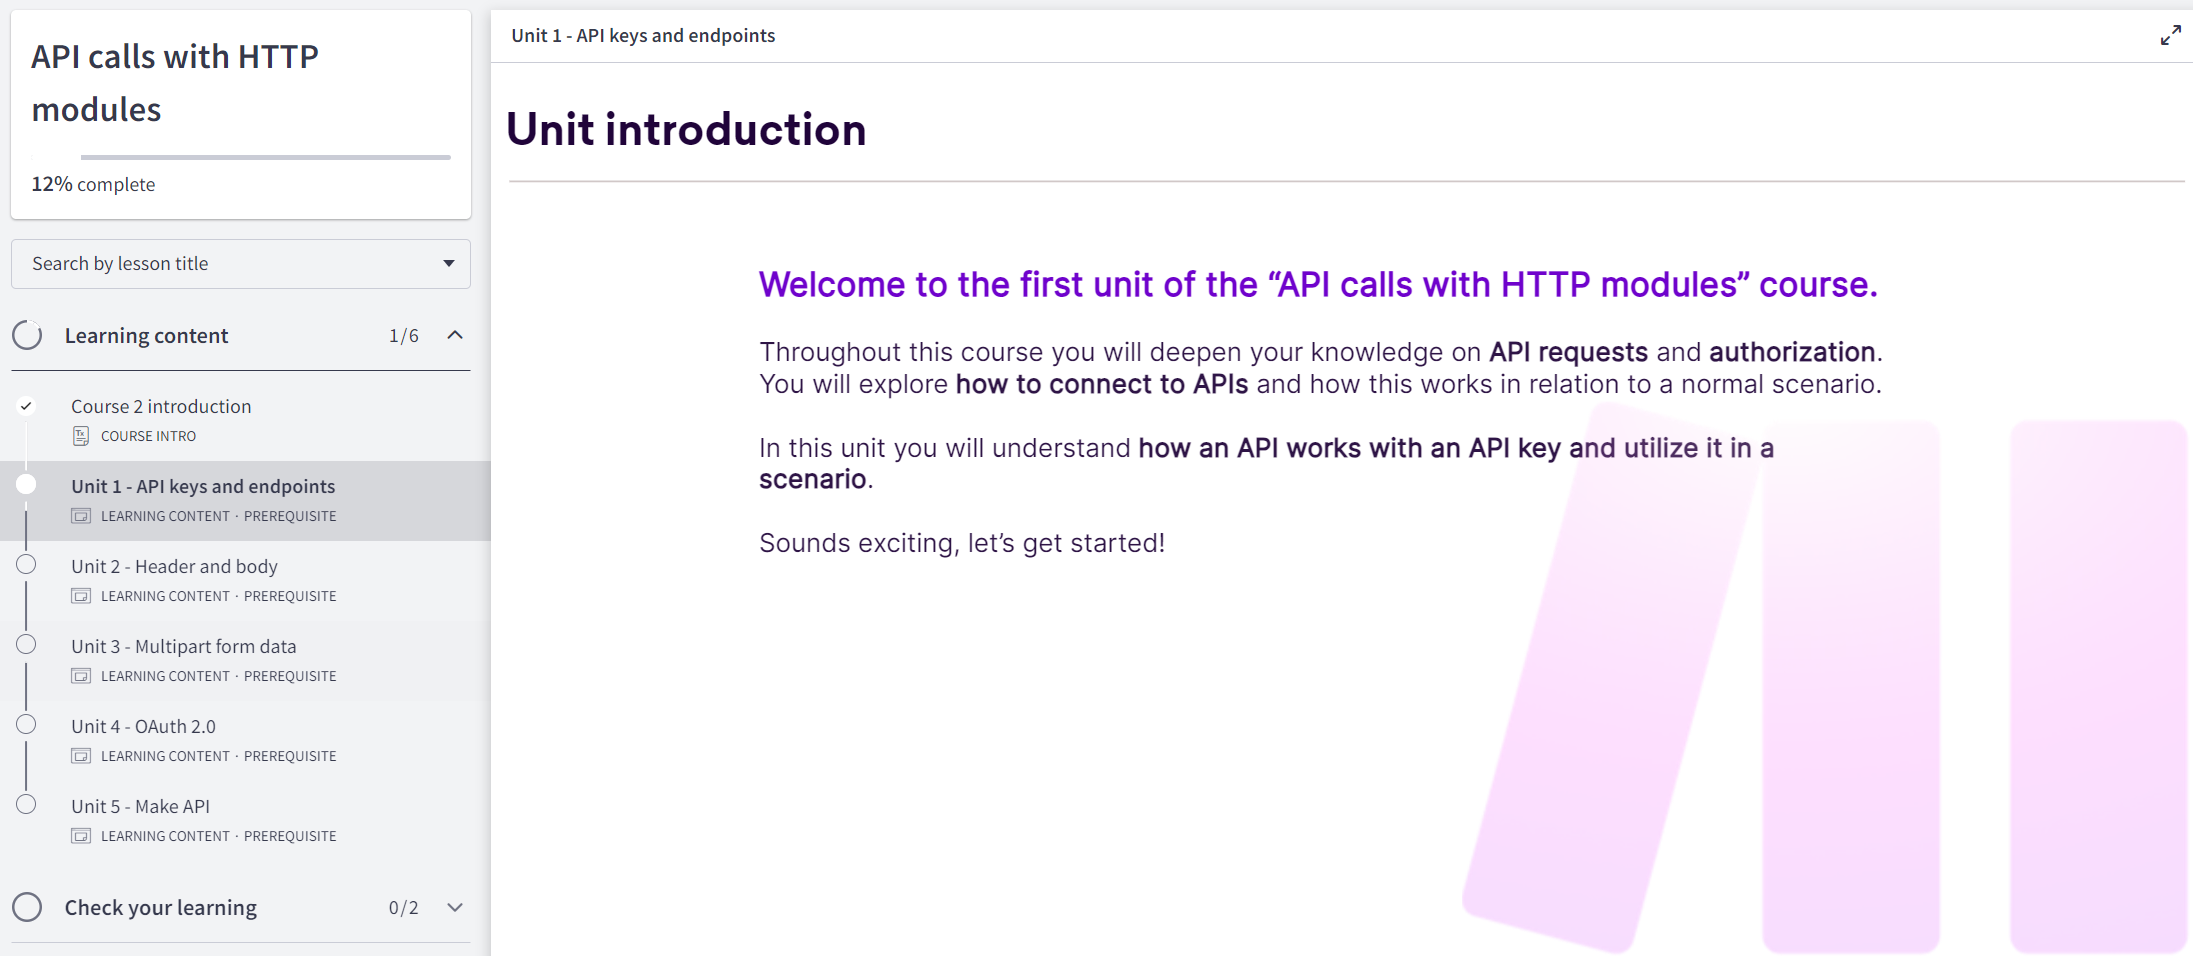 API calls with HTTP
modules
12% complete
Search by lesson title
Learning content 1/6
Course 2 introduction
COURSE INTRO
Unit 1 - API keys and endpoints
LEARNING CONTENT · PREREQUISITE
Unit 2 - Header and body
LEARNING CONTENT · PREREQUISITE
Unit 3 - Multipart form data
LEARNING CONTENT · PREREQUISITE
Unit 4 - OAuth 2.0
LEARNING CONTENT · PREREQUISITE
Unit 5 - Make API
LEARNING CONTENT · PREREQUISITE
Check your learning 0/2
Unit 1 - API keys and endpoints
Unit introduction
Welcome to the first unit of the “API calls with HTTP modules” course.
Throughout this course you will deepen your knowledge on API requests and authorization.
You will explore how to connect to APIs and how this works in relation to a normal scenario.
In this unit you will understand how an API works with an API key and utilize it in a
scenario.
Sounds exciting, let’s get started!